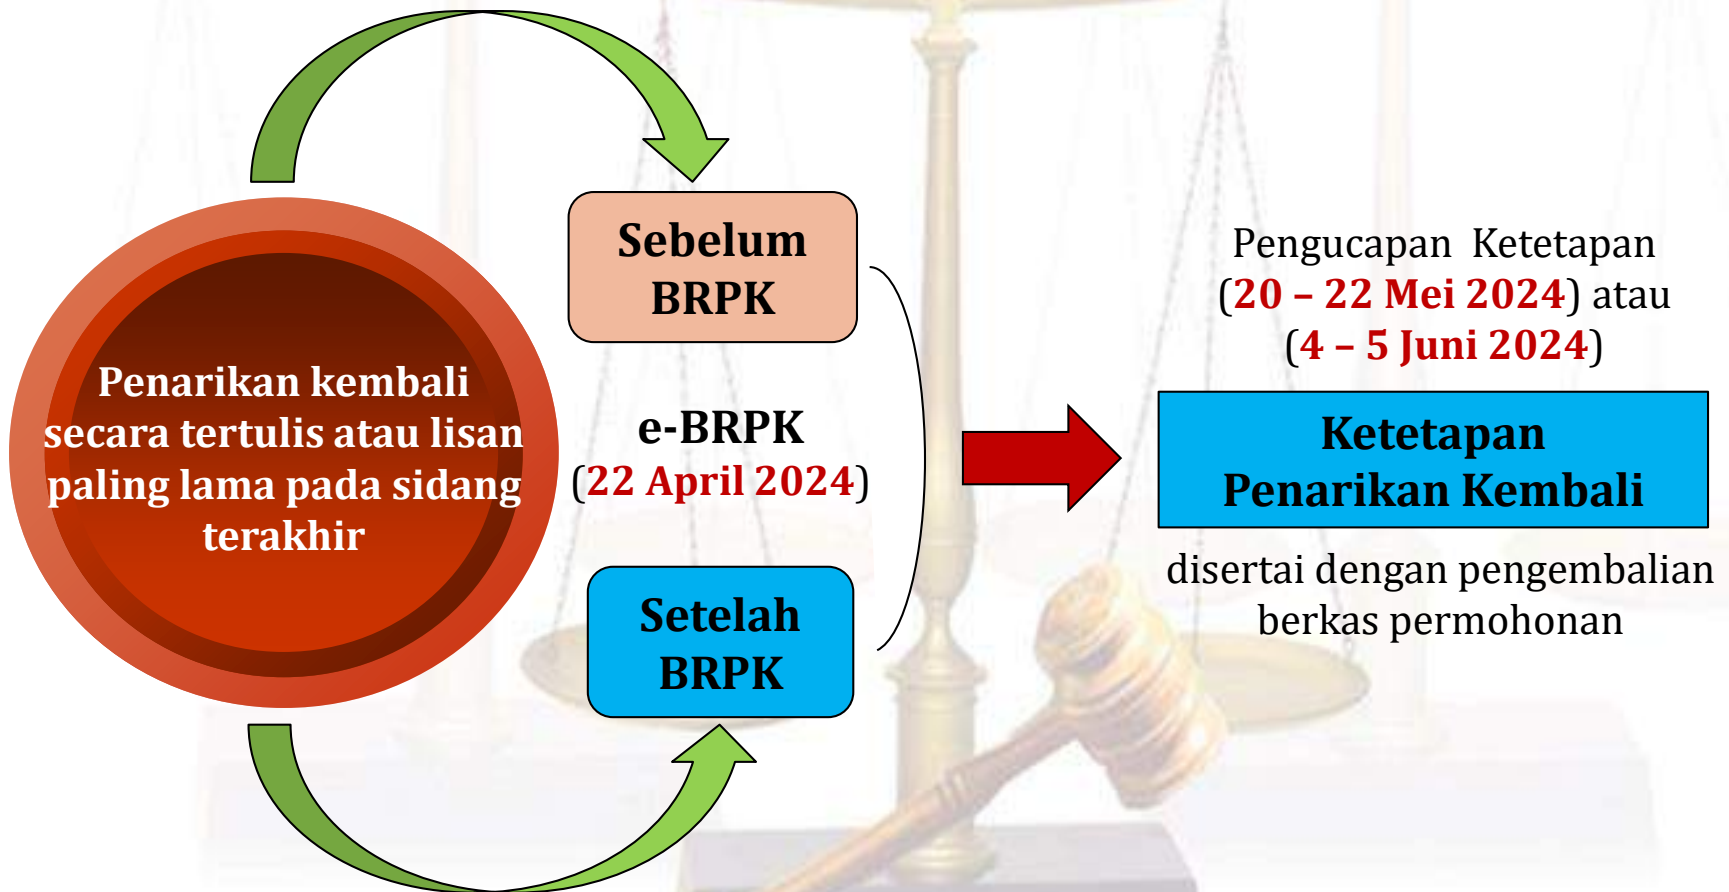 Penarikan kembali
secara tertulis atau lisan
paling lama pada sidang
terakhir
Sebelum
BRPK
e-BRPK
(22 April 2024)
Setelah
BRPK
Pengucapan Ketetapan
(20 – 22 Mei 2024) atau
(4 – 5 Juni 2024)
Ketetapan
Penarikan Kembali
disertai dengan pengembalian
berkas permohonan